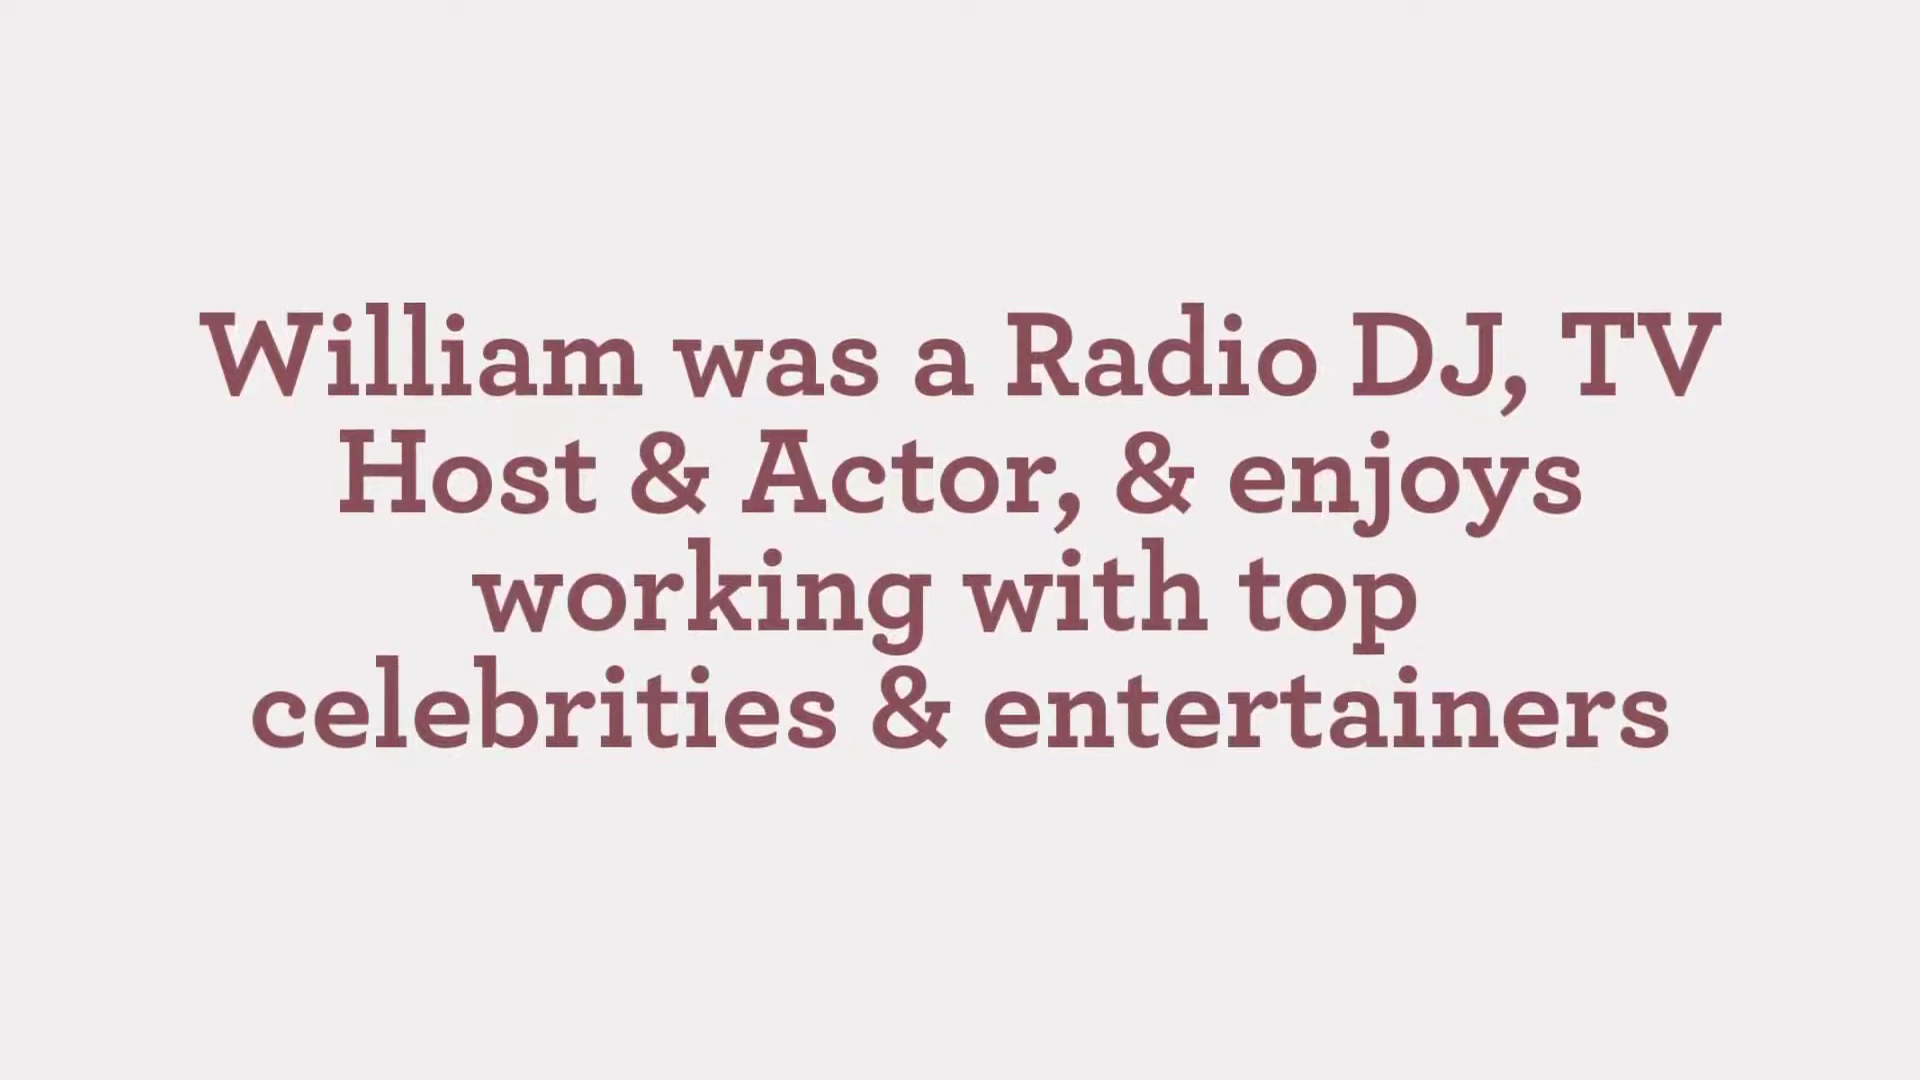 William was a Radio DJ, TV
Host & Actor, & enjoys
working with top
celebrities & entertainers